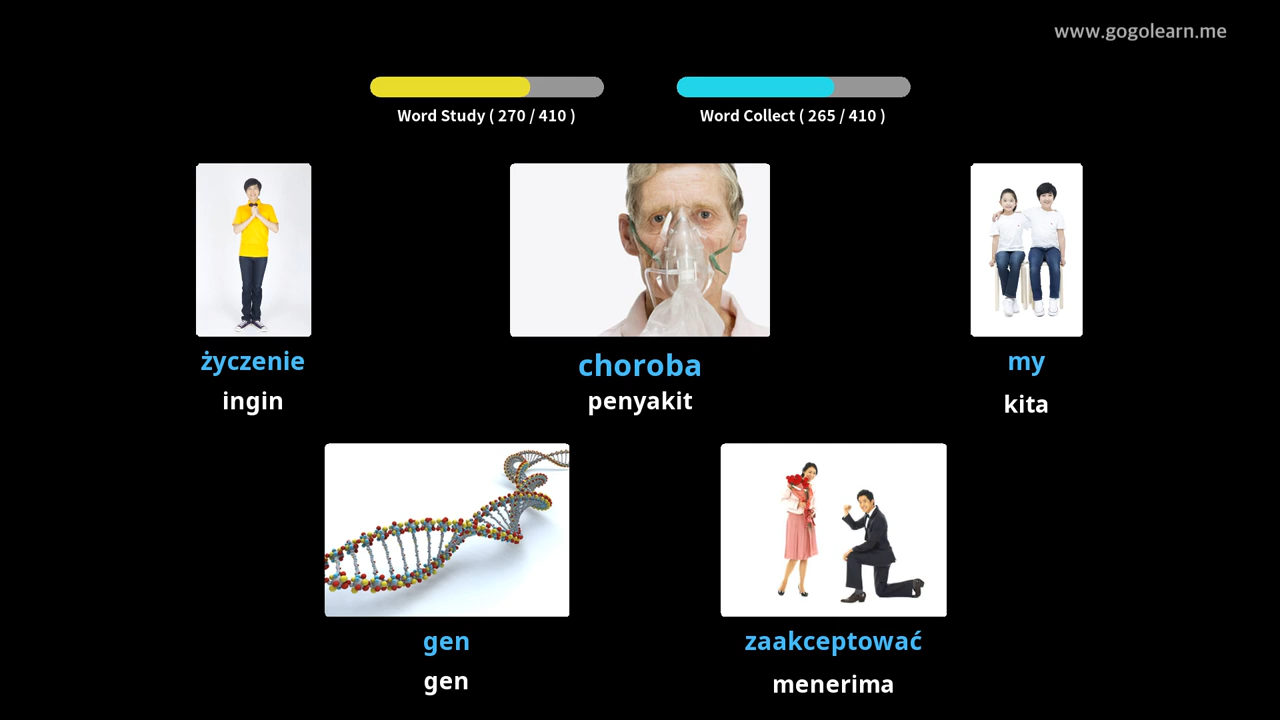 www.gogolearn.me
Word Study ( 270 / 410 )
Word Collect ( 265 / 410 )
życzenie
ingin
choroba
penyakit
my
kita
gen
gen
zaakceptować
menerima